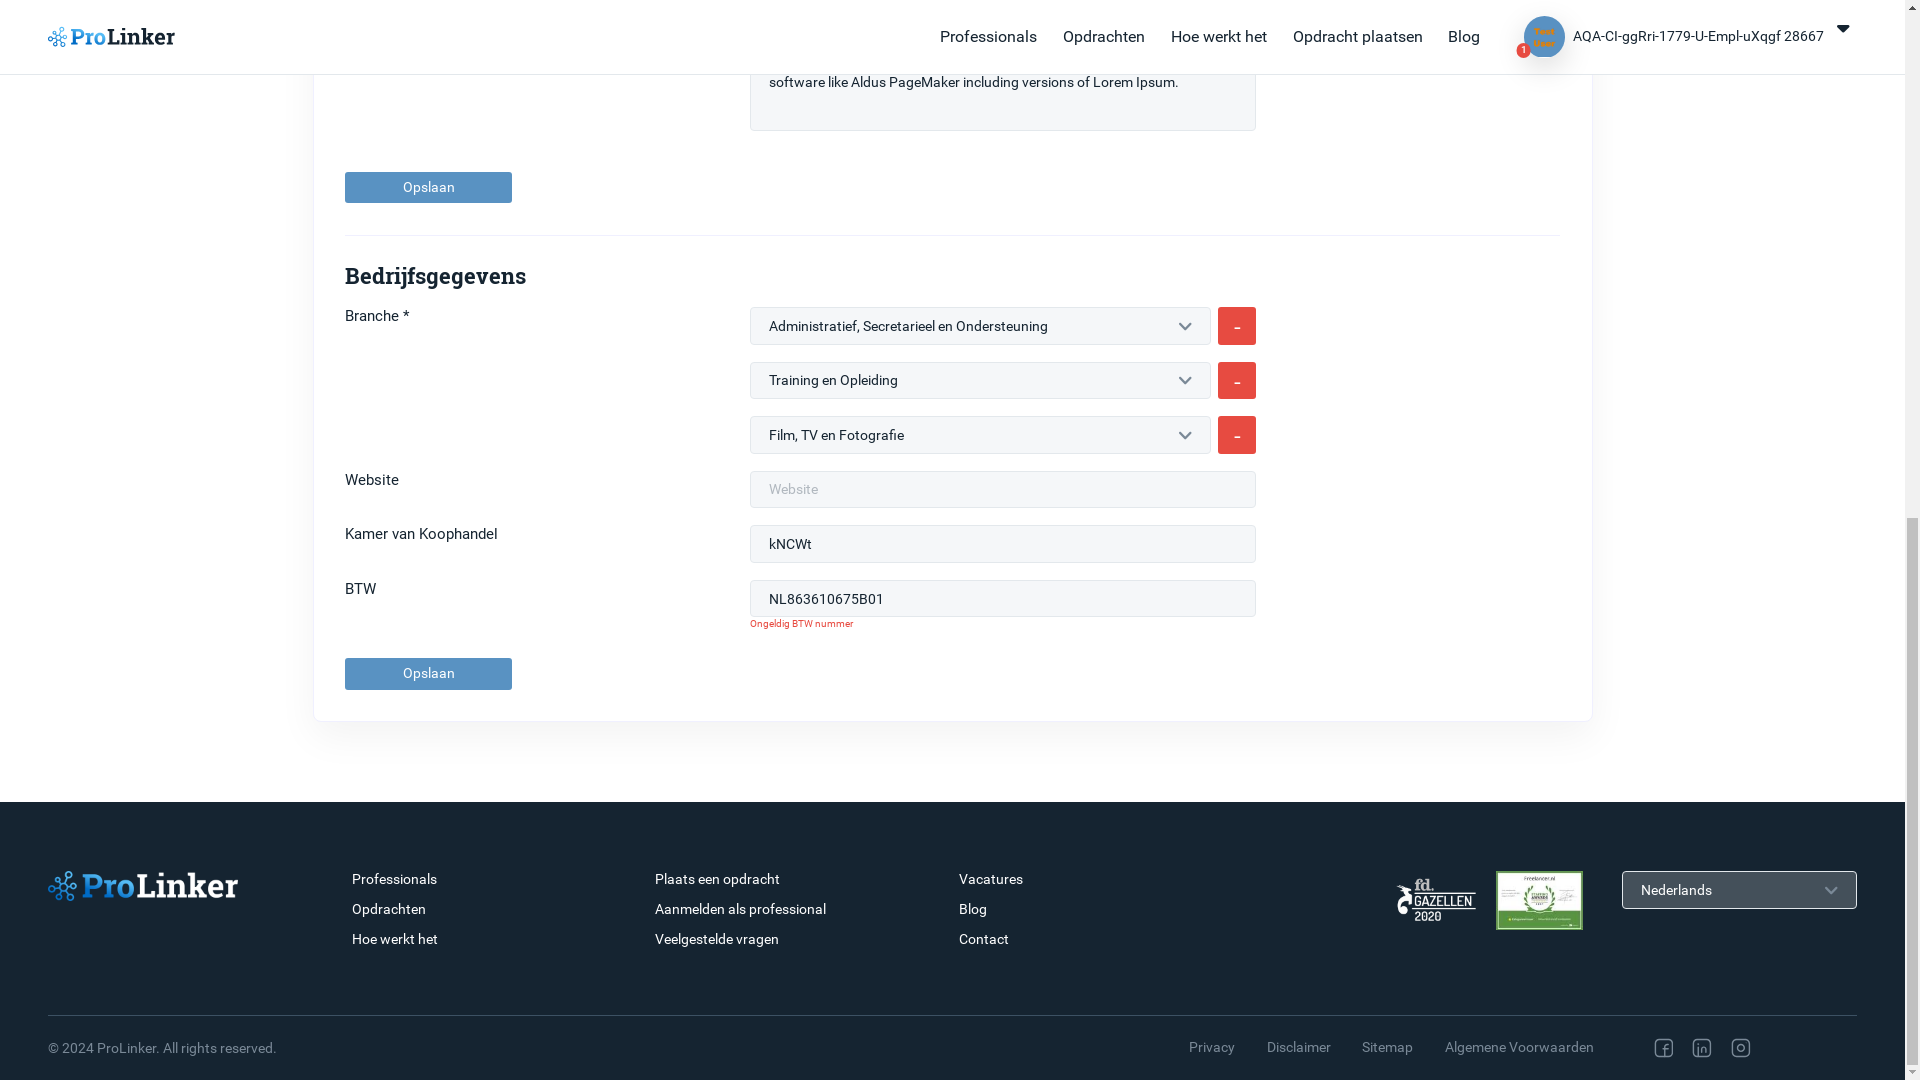 ProLinker
Professionals
Opdrachten
Hoe werkt het
Opdracht plaatsen
Blog
Test
User
1
AQA-CI-ggRri-1779-U-Empl-uXqgf 28667
software like Aldus PageMaker including versions of Lorem Ipsum.
Opslaan
Bedrijfsgegevens
Branche *
Administratief, Secretarieel en Ondersteuning
-
Training en Opleiding
-
Film, TV en Fotografie
-
Website
Website
Kamer van Koophandel
kNCWt
BTW
NL863610675B01
Ongeldig BTW nummer
Opslaan
ProLinker
Professionals
Opdrachten
Hoe werkt het
Plaats een opdracht
Aanmelden als professional
Veelgestelde vragen
Vacatures
Blog
Contact
fd.
GAZELLEN
2020
Freelancer.nl
Nederlands
© 2024 ProLinker. All rights reserved.
Privacy
Disclaimer
Sitemap
Algemene Voorwaarden